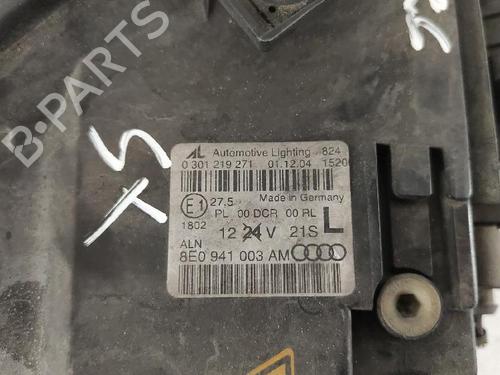 B-PARTS
TS
AL Automotive Lighting 824
0 301 219 271 01.12.04 1520
E1 27,5 Made in Germany
PL 00 DCR 00 RL
1802 12 24 V 21S L
ALN
8E0 941 003 AM